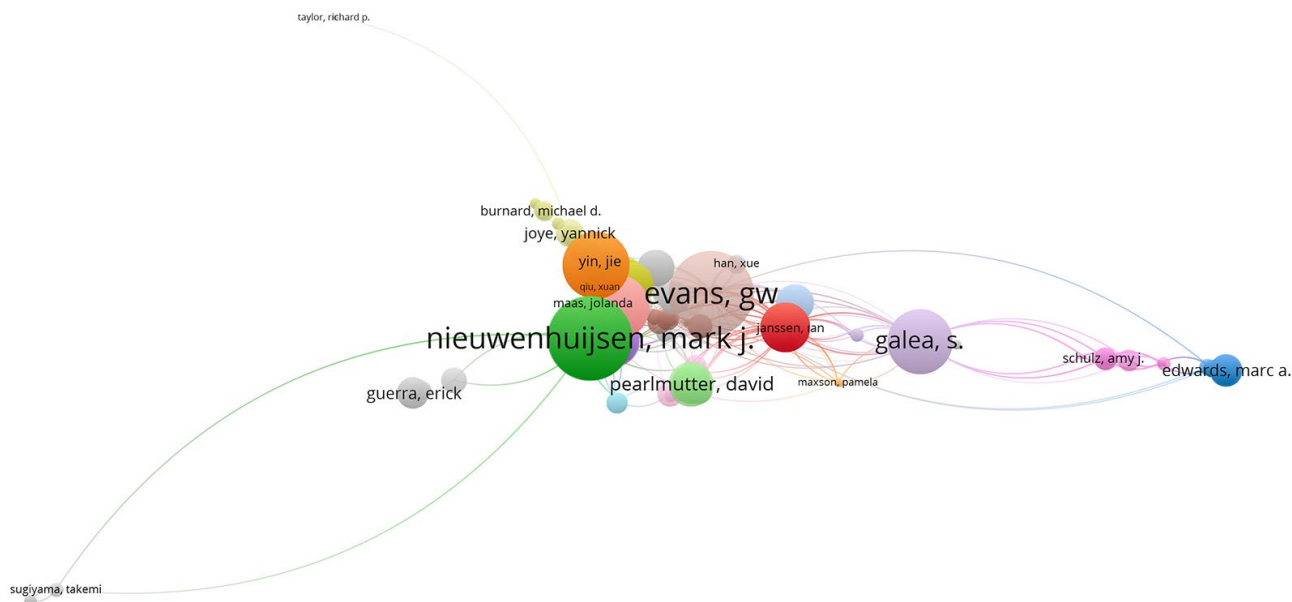 taylor, richard p.
burnard, michael d.
joye, yannick
yin, jie
han, xue
qiu, xuan
evans, gw
maas, jolanda
janssen, ian
nieuwenhuijsen, mark j.
galea, s.
schulz, amy j.
edwards, marc a.
pearlmutter, david
maxson, pamela
guerra, erick
sugiyama, takemi